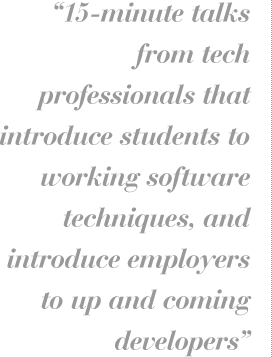 “15-minute talks
from tech
professionals that
introduce students to
working software
techniques, and
introduce employers
to up and coming
developers”